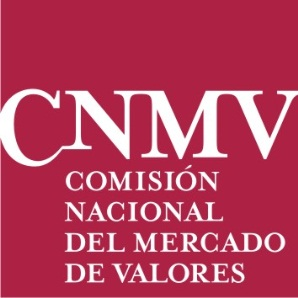 CNMV
COMISIÓN
NACIONAL
DEL MERCADO
DE VALORES